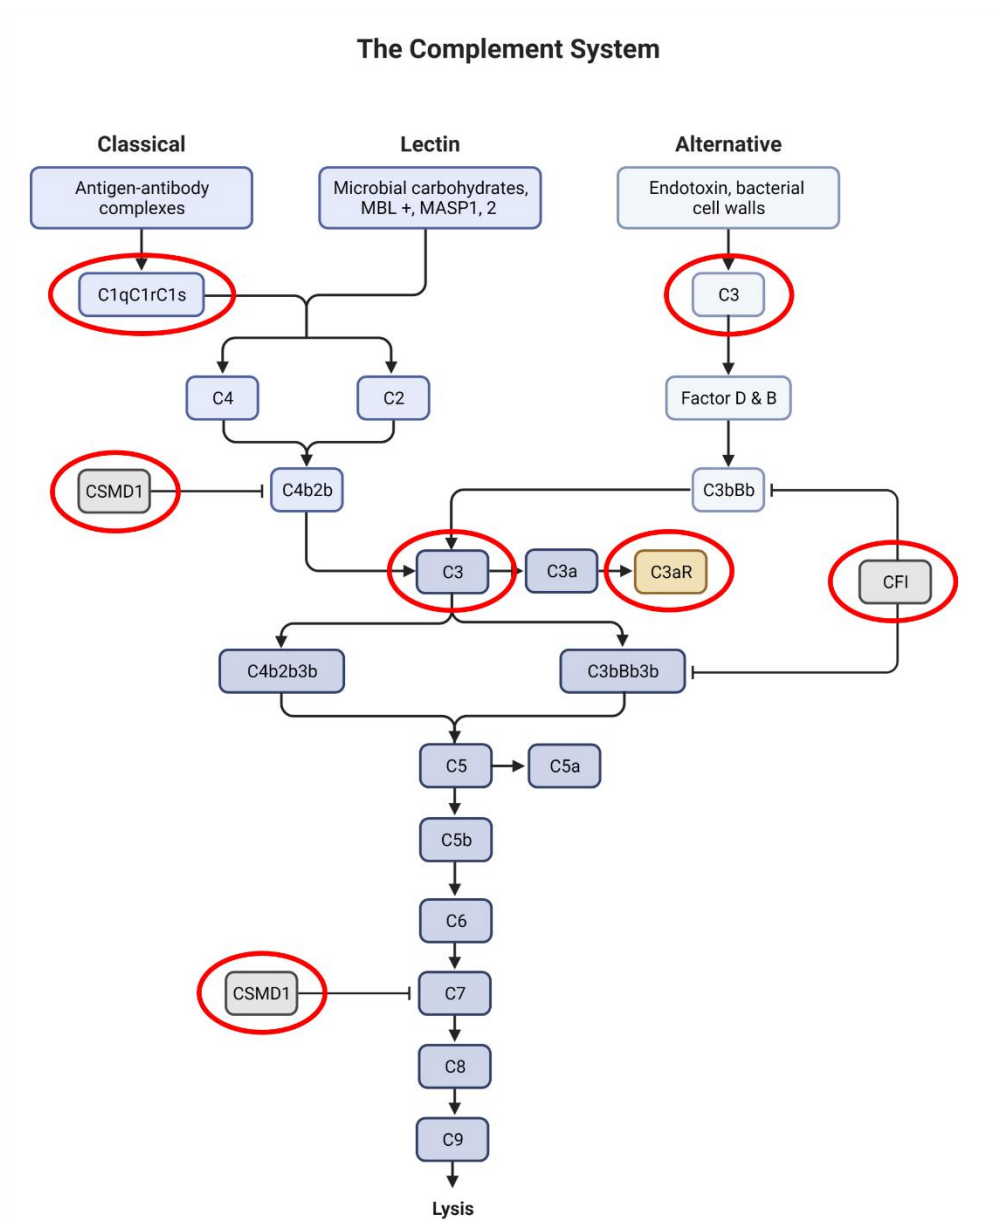 The Complement System
Classical
Lectin
Alternative
Antigen-antibody
complexes
Microbial carbohydrates,
MBL +, MASP1, 2
Endotoxin, bacterial
cell walls
C1qC1rC1s
C3
C4
C2
Factor D & B
CSMD1
C4b2b
C3bBb
C3
C3a
C3aR
CFI
C4b2b3b
C3bBb3b
C5
C5a
C5b
C6
CSMD1
C7
C8
C9
Lysis